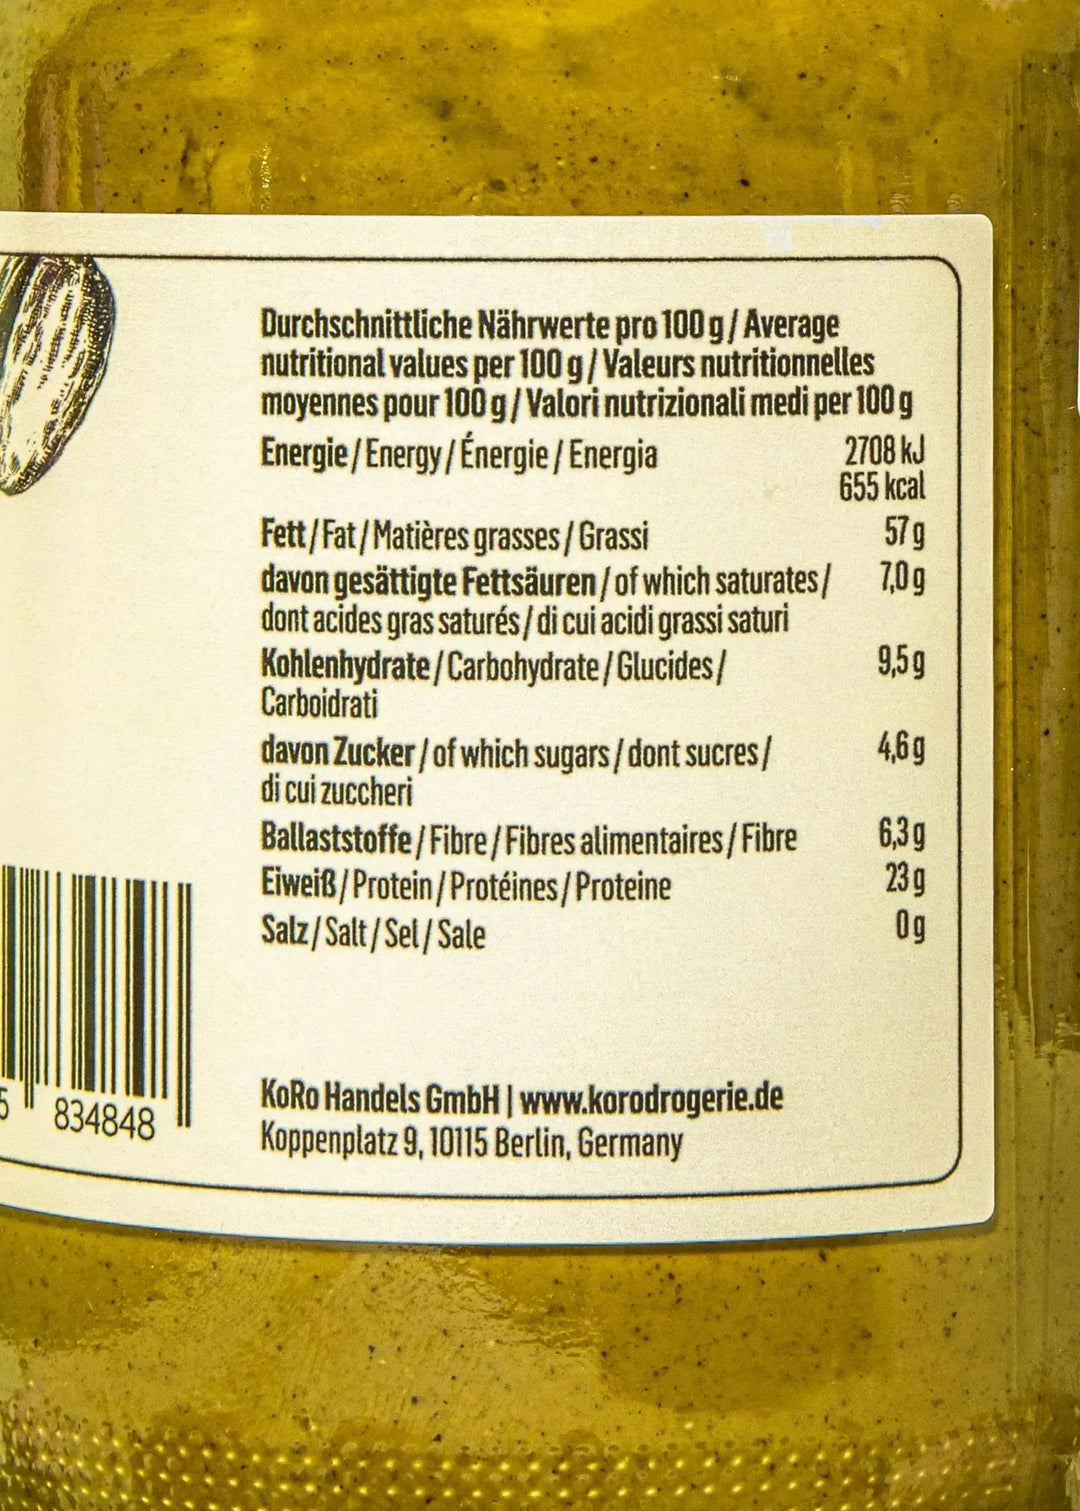 Durchschnittliche Nährwerte pro 100 g / Average
nutritional values per 100 g / Valeurs nutritionnelles
moyennes pour 100 g / Valori nutrizionali medi per 100 g
Energie / Energy / Énergie / Energia 2708 kJ
655 kcal
Fett / Fat / Matières grasses / Grassi 57 g
davon gesättigte Fettsäuren / of which saturates / 7,0 g
dont acides gras saturés / di cui acidi grassi saturi
Kohlenhydrate / Carbohydrate / Glucides / 9,5 g
Carboidrati
davon Zucker / of which sugars / dont sucres / 4,6 g
di cui zuccheri
Ballaststoffe / Fibre / Fibres alimentaires / Fibre 6,3 g
Eiweiß / Protein / Protéines / Proteine 23 g
Salz / Salt / Sel / Sale 0 g
KoRo Handels GmbH | www.korodrogerie.de
Koppenplatz 9, 10115 Berlin, Germany
834848